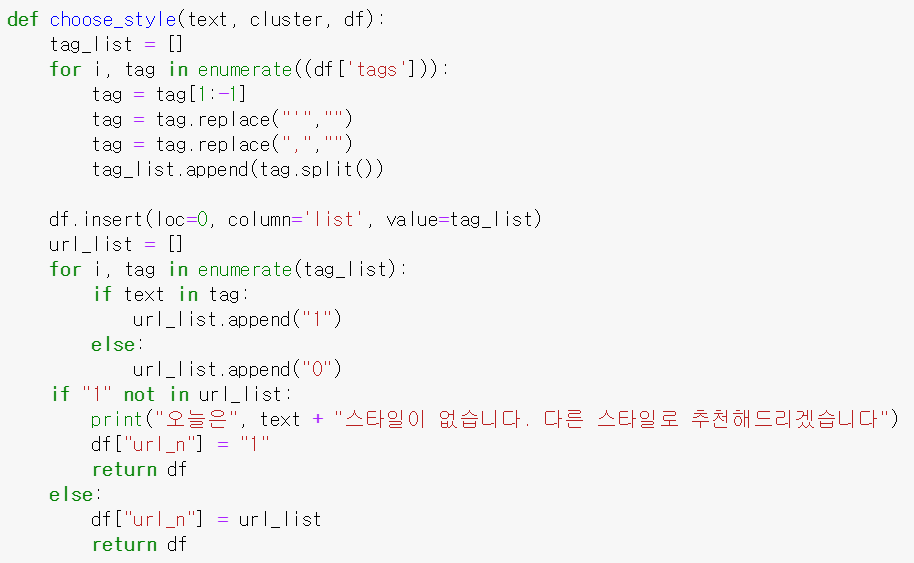 def choose_style(text, cluster, df):
    tag_list = []
    for i, tag in enumerate((df['tags'])):
        tag = tag[1:-1]
        tag = tag.replace("'","")
        tag = tag.replace(",","")
        tag_list.append(tag.split())

    df.insert(loc=0, column='list', value=tag_list)
    url_list = []
    for i, tag in enumerate(tag_list):
        if text in tag:
            url_list.append("1")
        else:
            url_list.append("0")
    if "1" not in url_list:
        print("오늘은", text + "스타일이 없습니다. 다른 스타일로 추천해드리겠습니다")
        df["url_n"] = "1"
        return df
    else:
        df["url_n"] = url_list
        return df